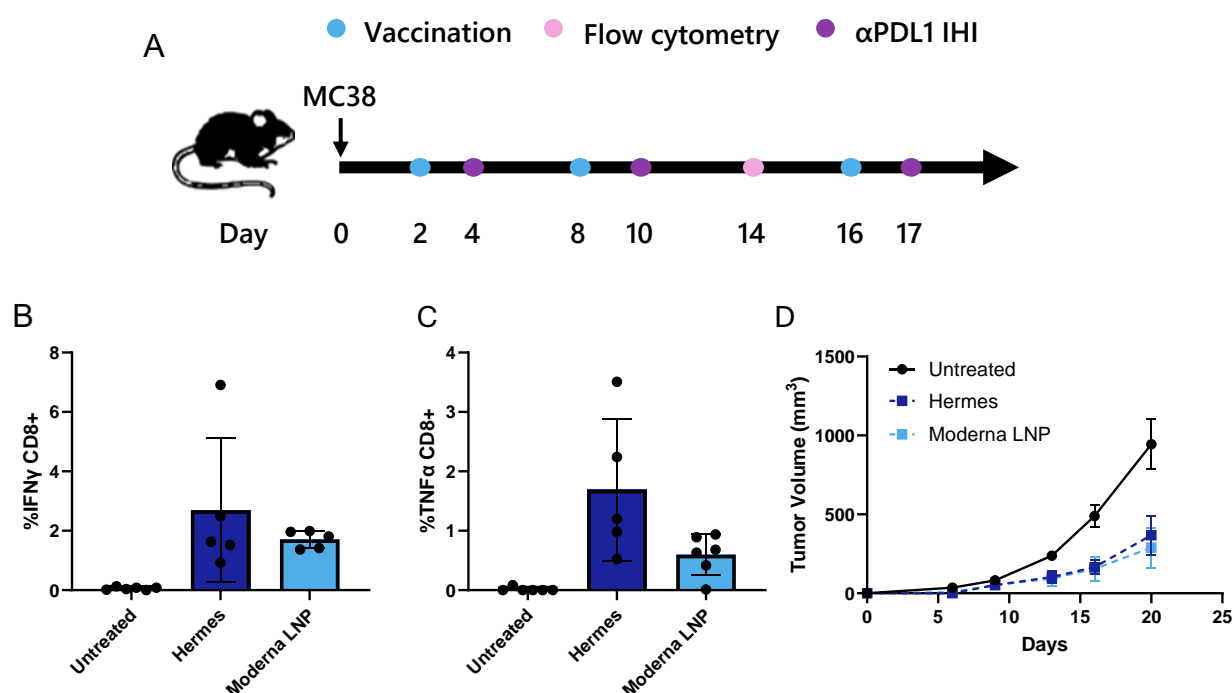 A
Vaccination
Flow cytometry
αPDL1 IHI
MC38
Day 0 2 4 8 10 14 16 17
B
%IFNγ CD8+
8
6
4
2
0
Untreated
Hermes
Moderna LNP
C
%TNFα CD8+
4
3
2
1
0
Untreated
Hermes
Moderna LNP
D
Tumor Volume (mm³)
1500
1000
500
0
Untreated
Hermes
Moderna LNP
0 5 10 15 20 25
Days